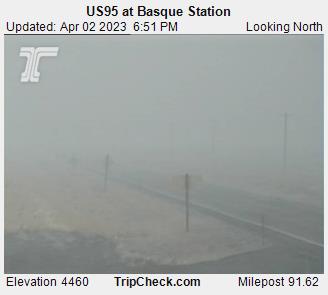 US95 at Basque Station
Updated: Apr 02 2023 6:51 PM Looking North
Elevation 4460 TripCheck.com Milepost 91.62